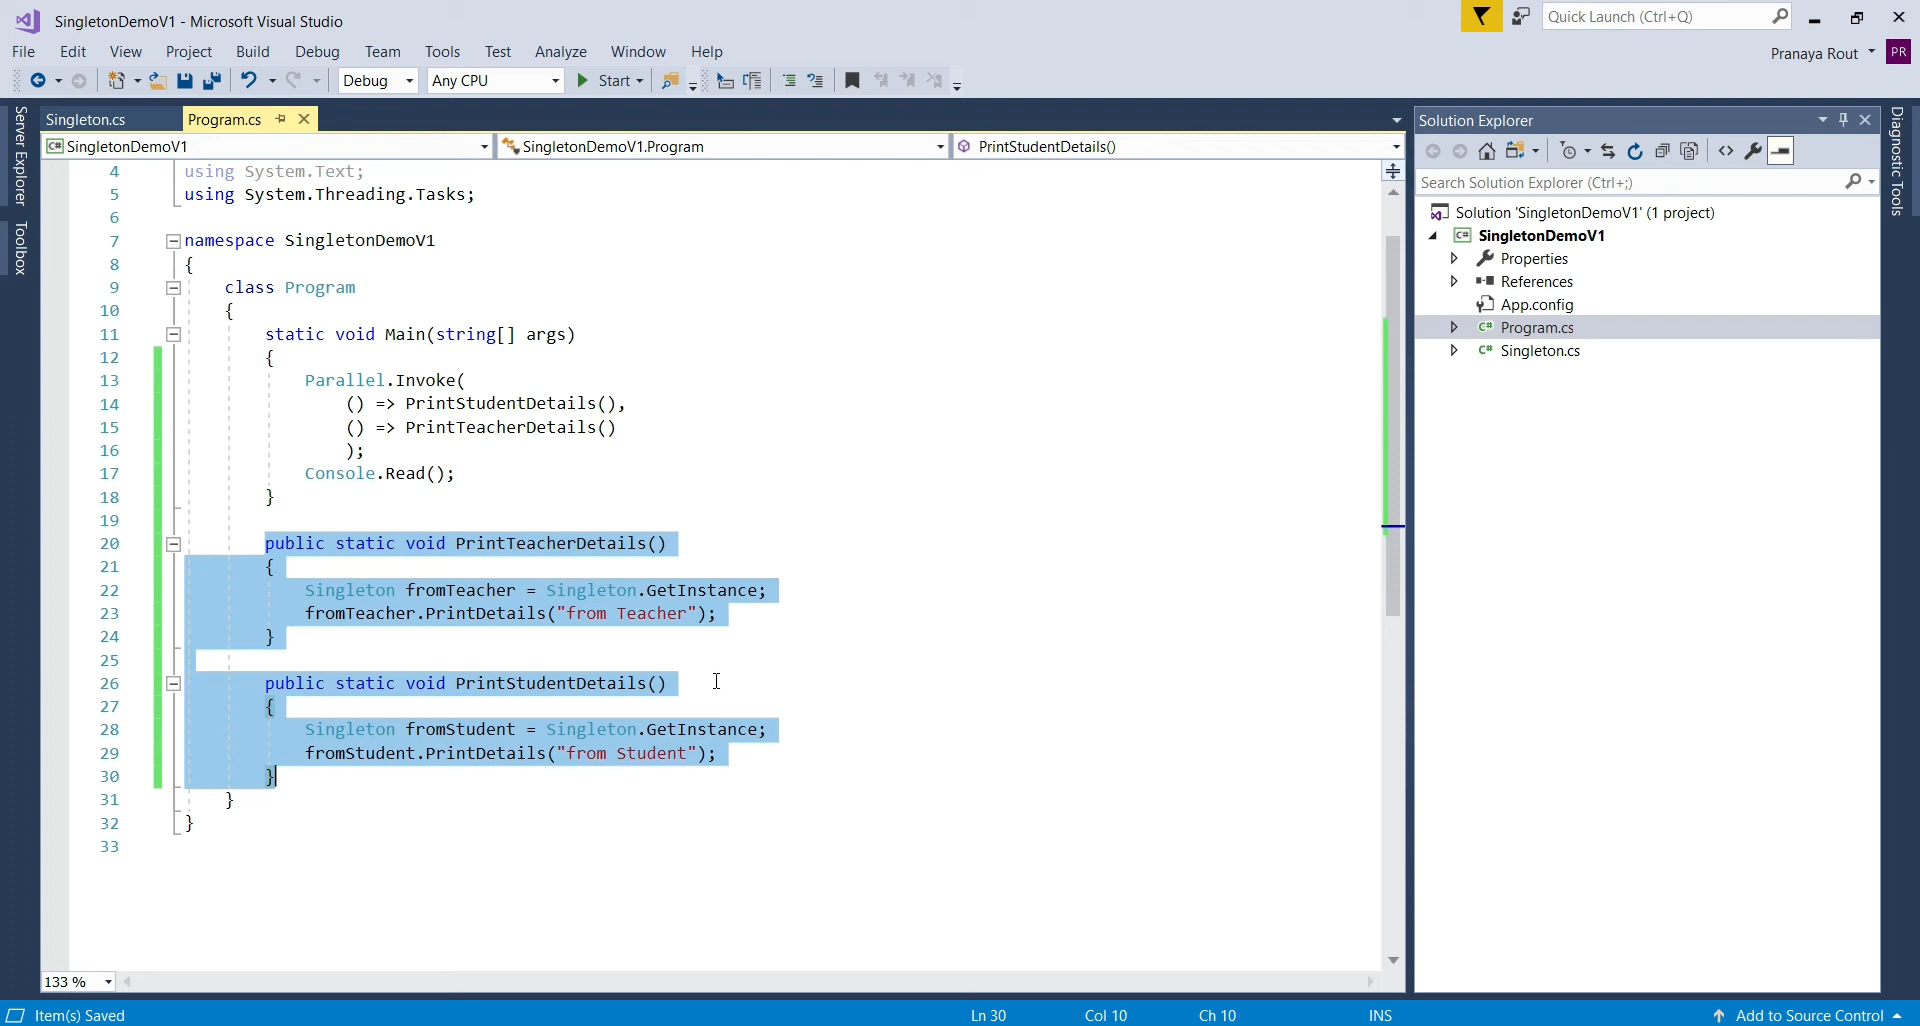 SingletonDemoV1 - Microsoft Visual Studio
Quick Launch (Ctrl+Q)
File Edit View Project Build Debug Team Tools Test Analyze Window Help
Pranaya Rout PR
Debug Any CPU Start
Server Explorer
Toolbox
Singleton.cs Program.cs
C# SingletonDemoV1 SingletonDemoV1.Program PrintStudentDetails()
4 using System.Text;
5 using System.Threading.Tasks;
6
7 namespace SingletonDemoV1
8 {
9 class Program
10 {
11 static void Main(string[] args)
12 {
13 Parallel.Invoke(
14 () => PrintStudentDetails(),
15 () => PrintTeacherDetails()
16 );
17 Console.Read();
18 }
19
20 public static void PrintTeacherDetails()
21 {
22 Singleton fromTeacher = Singleton.GetInstance;
23 fromTeacher.PrintDetails("from Teacher");
24 }
25
26 public static void PrintStudentDetails()
27 {
28 Singleton fromStudent = Singleton.GetInstance;
29 fromStudent.PrintDetails("from Student");
30 }
31 }
32 }
33
133 %
Solution Explorer
Search Solution Explorer (Ctrl+;)
Solution 'SingletonDemoV1' (1 project)
C# SingletonDemoV1
Properties
References
App.config
C# Program.cs
C# Singleton.cs
Diagnostic Tools
Item(s) Saved Ln 30 Col 10 Ch 10 INS Add to Source Control